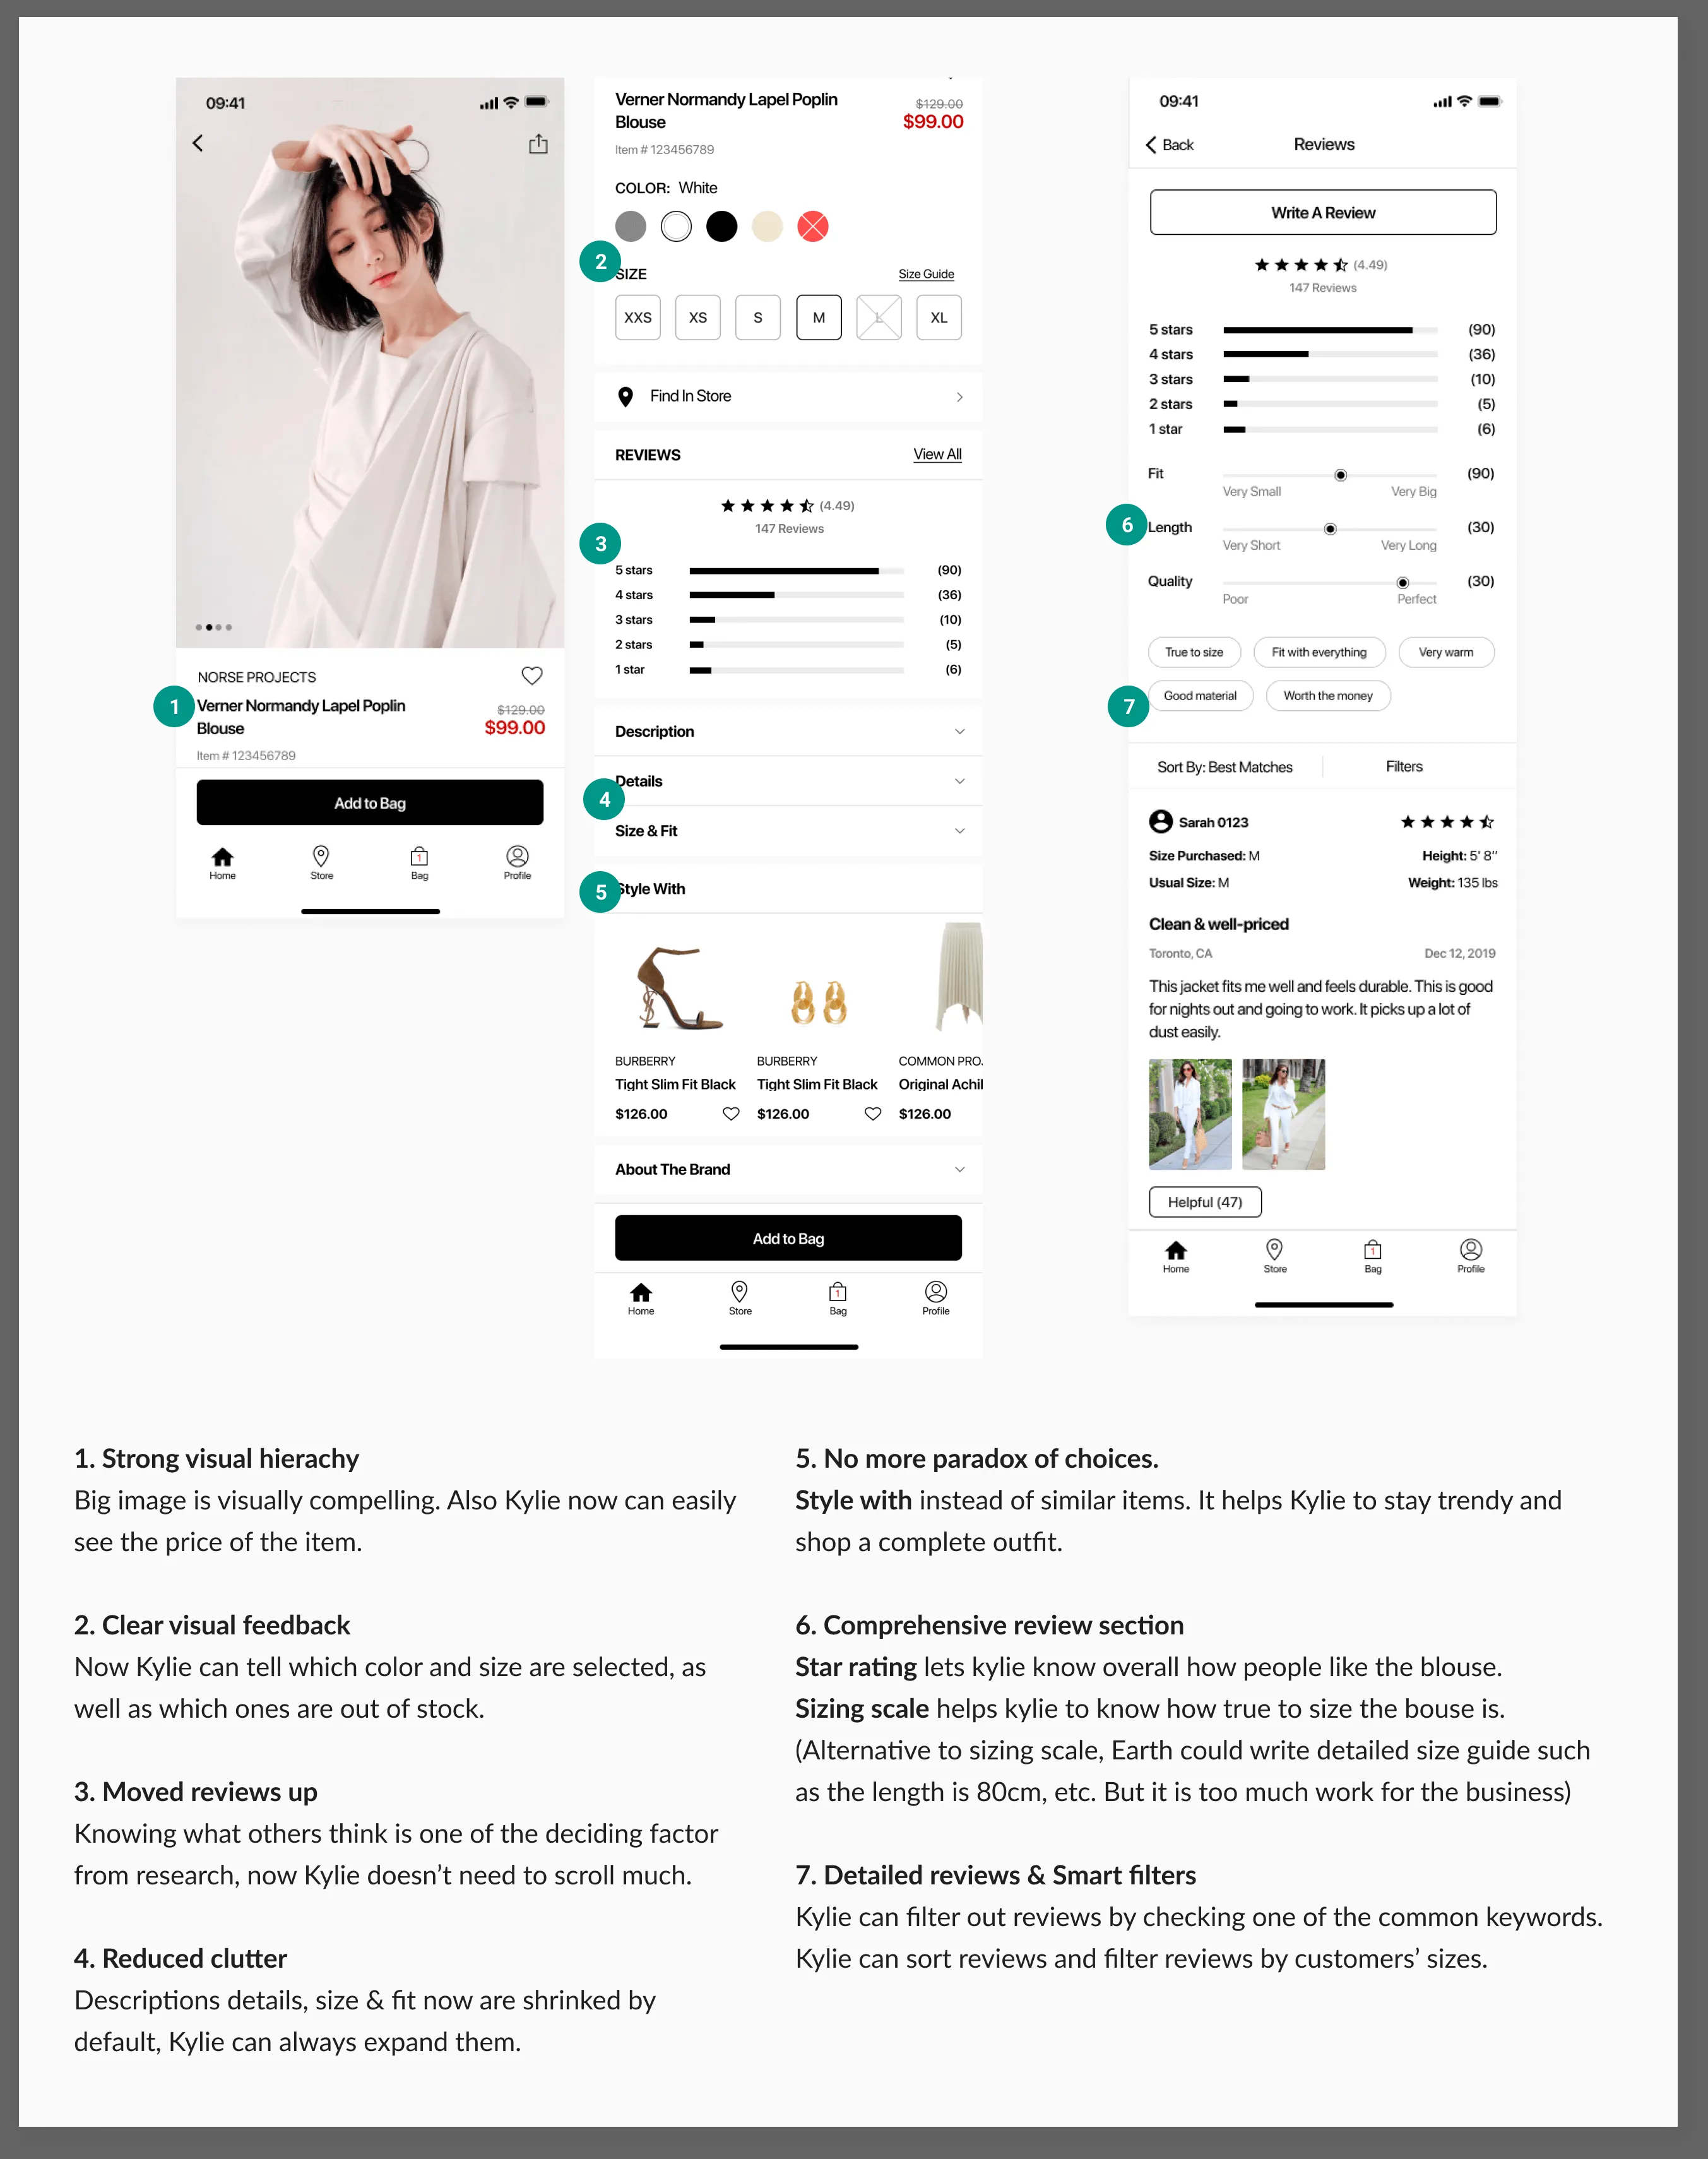 09:41
NORSE PROJECTS
1
Verner Normandy Lapel Poplin
Blouse
$129.00
$99.00
Item # 123456789
Add to Bag
Home
Store
1
Bag
Profile
Verner Normandy Lapel Poplin
Blouse
$129.00
$99.00
Item # 123456789
COLOR: White
2
SIZE
Size Guide
XXS
XS
S
M
L
XL
Find In Store
REVIEWS
View All
(4.49)
147 Reviews
3
5 stars (90)
4 stars (36)
3 stars (10)
2 stars (5)
1 star (6)
Description
Details
4
Size & Fit
5
Style With
BURBERRY
Tight Slim Fit Black
$126.00
BURBERRY
Tight Slim Fit Black
$126.00
COMMON PRO.
Original Achil
$126.00
About The Brand
Add to Bag
Home
Store
1
Bag
Profile
09:41
Back
Reviews
Write A Review
(4.49)
147 Reviews
5 stars (90)
4 stars (36)
3 stars (10)
2 stars (5)
1 star (6)
Fit (90)
Very Small Very Big
6
Length (30)
Very Short Very Long
Quality (30)
Poor Perfect
True to size
Fit with everything
Very warm
7
Good material
Worth the money
Sort By: Best Matches
Filters
Sarah 0123
Size Purchased: M
Height: 5' 8''
Usual Size: M
Weight: 135 lbs
Clean & well-priced
Toronto, CA
Dec 12, 2019
This jacket fits me well and feels durable. This is good
for nights out and going to work. It picks up a lot of
dust easily.
Helpful (47)
Home
Store
1
Bag
Profile
1. Strong visual hierachy
Big image is visually compelling. Also Kylie now can easily
see the price of the item.
2. Clear visual feedback
Now Kylie can tell which color and size are selected, as
well as which ones are out of stock.
3. Moved reviews up
Knowing what others think is one of the deciding factor
from research, now Kylie doesn’t need to scroll much.
4. Reduced clutter
Descriptions details, size & fit now are shrinked by
default, Kylie can always expand them.
5. No more paradox of choices.
Style with instead of similar items. It helps Kylie to stay trendy and
shop a complete outfit.
6. Comprehensive review section
Star rating lets kylie know overall how people like the blouse.
Sizing scale helps kylie to know how true to size the bouse is.
(Alternative to sizing scale, Earth could write detailed size guide such
as the length is 80cm, etc. But it is too much work for the business)
7. Detailed reviews & Smart filters
Kylie can filter out reviews by checking one of the common keywords.
Kylie can sort reviews and filter reviews by customers’ sizes.